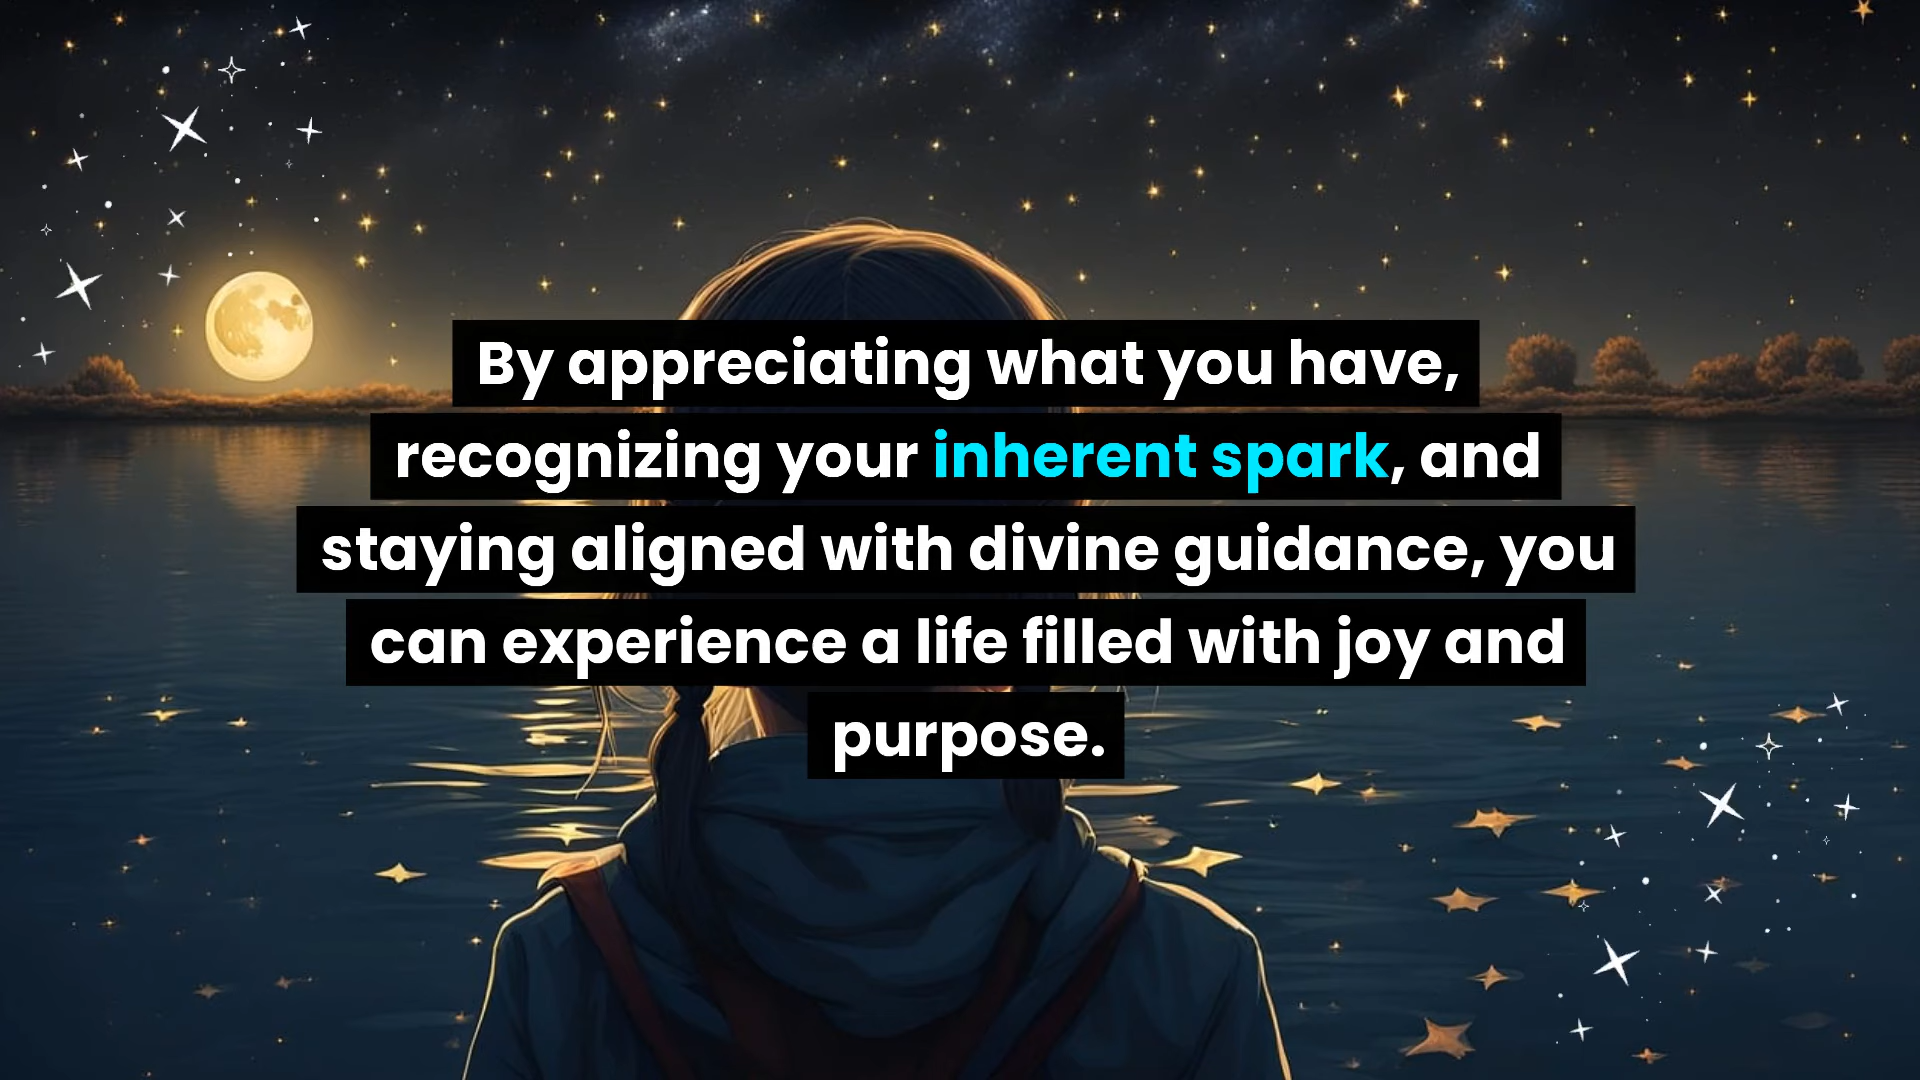 By appreciating what you have,
recognizing your inherent spark, and
staying aligned with divine guidance, you
can experience a life filled with joy and
purpose.